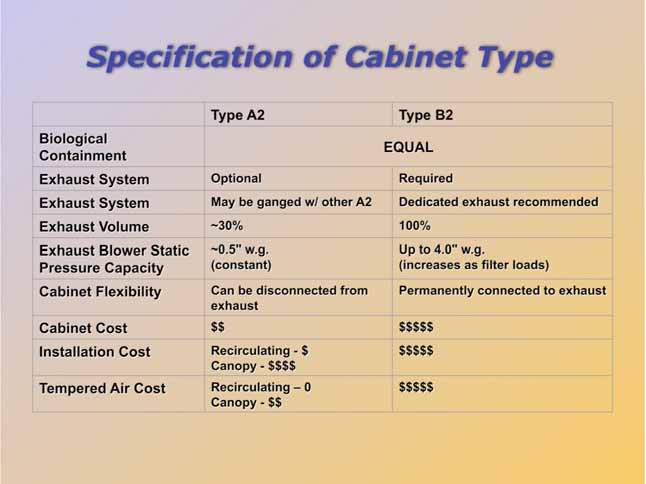 Specification of Cabinet Type
Type A2
Type B2
Biological
Containment
EQUAL
Exhaust System
Optional
Required
Exhaust System
May be ganged w/ other A2
Dedicated exhaust recommended
Exhaust Volume
~30%
100%
Exhaust Blower Static
Pressure Capacity
~0.5" w.g.
(constant)
Up to 4.0" w.g.
(increases as filter loads)
Cabinet Flexibility
Can be disconnected from
exhaust
Permanently connected to exhaust
Cabinet Cost
$$
$$$$$
Installation Cost
Recirculating - $
Canopy - $$$$
$$$$$
Tempered Air Cost
Recirculating – 0
Canopy - $$
$$$$$